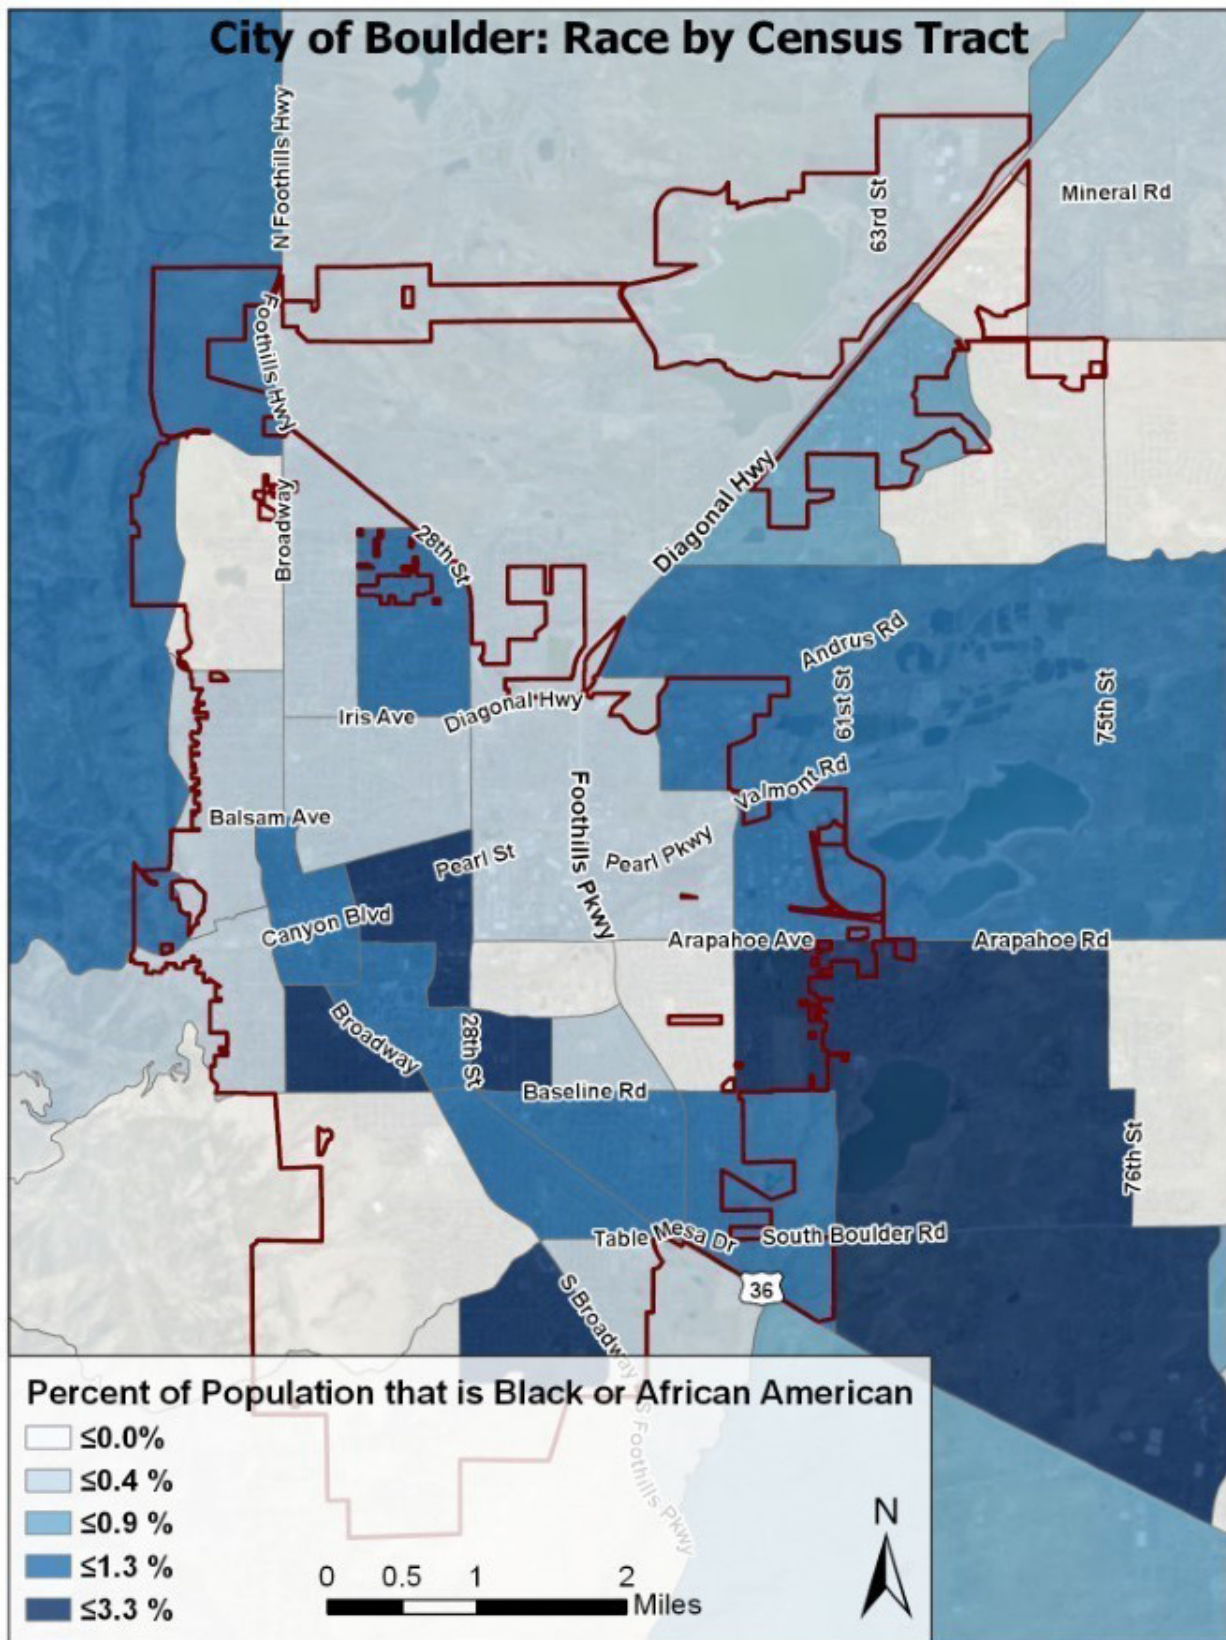 City of Boulder: Race by Census Tract
N Foothills Hwy
63rd St
Mineral Rd
Foothills Hwy
Broadway
28th St
Diagonal Hwy
Andrus Rd
61st St
75th St
Iris Ave
Diagonal Hwy
Foothills Pkwy
Valmont Rd
Balsam Ave
Pearl St
Pearl Pkwy
Canyon Blvd
Arapahoe Ave
Arapahoe Rd
Broadway
28th St
Baseline Rd
76th St
Table Mesa Dr
South Boulder Rd
36
S Broadway
S Foothills Pkwy
Percent of Population that is Black or African American
≤0.0%
≤0.4 %
≤0.9 %
≤1.3 %
≤3.3 %
0 0.5 1 2
Miles
N